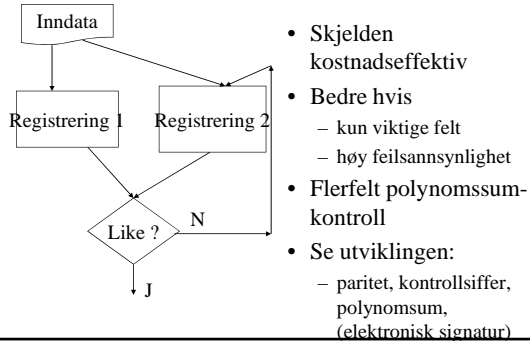 Inndata
Registrering 1
Registrering 2
Like ?
N
J
• Skjelden
kostnadseffektiv
• Bedre hvis
– kun viktige felt
– høy feilsannsynlighet
• Flerfelt polynomssum-
kontroll
• Se utviklingen:
– paritet, kontrollsiffer,
polynomsum,
(elektronisk signatur)